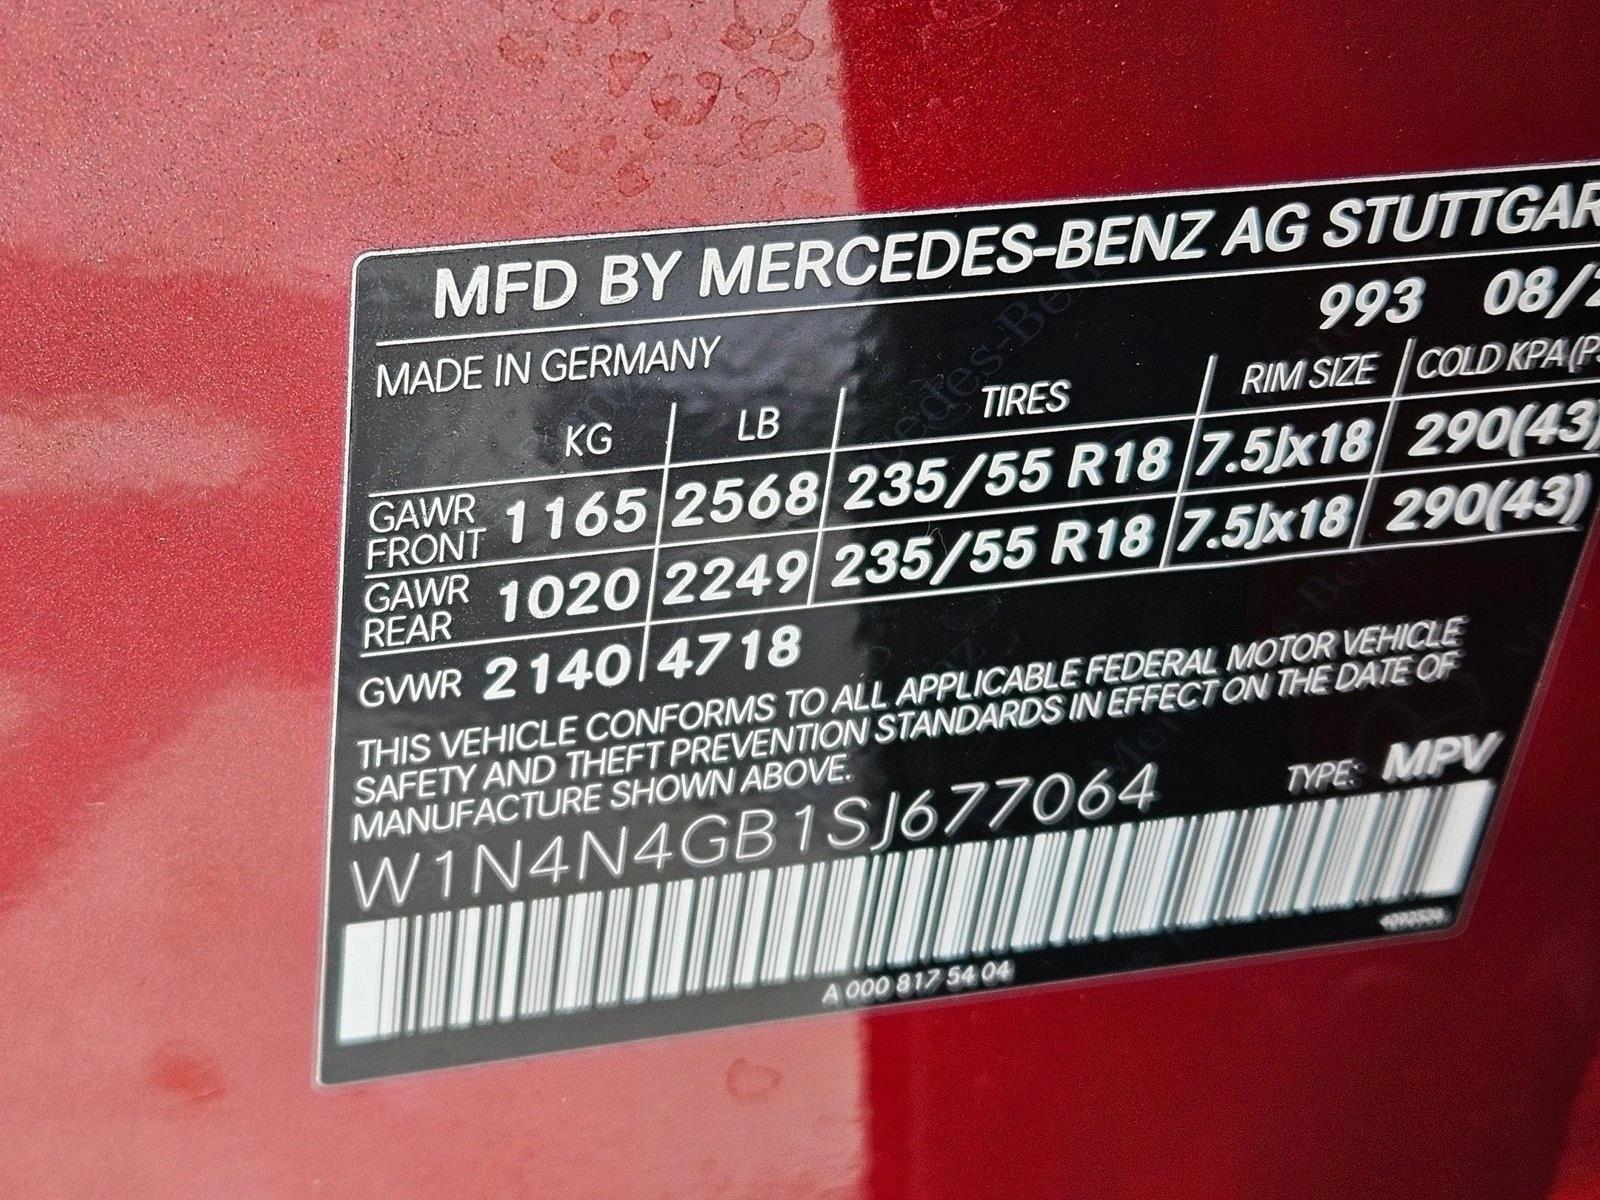 MFD BY MERCEDES-BENZ AG STUTTGAR
993 08/2
MADE IN GERMANY
KG LB TIRES RIM SIZE COLD KPA(PS
GAWR FRONT 1165 2568 235/55 R18 7.5Jx18 290(43)
GAWR REAR 1020 2249 235/55 R18 7.5Jx18 290(43)
GVWR 2140 4718
THIS VEHICLE CONFORMS TO ALL APPLICABLE FEDERAL MOTOR VEHICLE
SAFETY AND THEFT PREVENTION STANDARDS IN EFFECT ON THE DATE OF
MANUFACTURE SHOWN ABOVE.
TYPE: MPV
W1N4N4GB1SJ677064
A 000 817 54 04